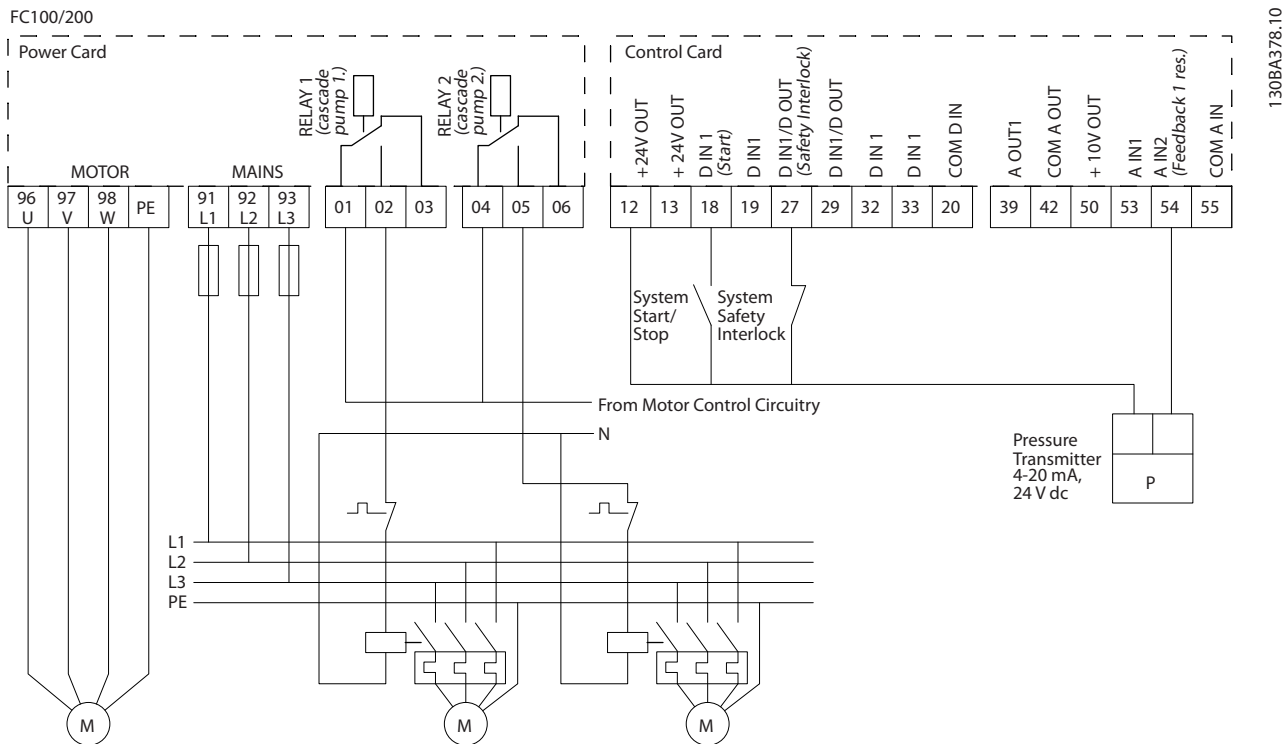 FC100/200
130BA378.10
Power Card
Control Card
RELAY 1
(cascade
pump 1.)
RELAY 2
(cascade
pump 2.)
+24V OUT
+ 24V OUT
D IN 1
(Start)
D IN1
D IN1/D OUT
(Safety Interlock)
D IN1/D OUT
D IN 1
D IN 1
COM D IN
A OUT1
COM A OUT
+ 10V OUT
A IN1
A IN2
(Feedback 1 res.)
COM A IN
MOTOR
MAINS
96 97 98 PE
U V W
91 92 93
L1 L2 L3
01 02 03
04 05 06
12 13 18 19 27 29 32 33 20
39 42 50 53 54 55
System
Start/
Stop
System
Safety
Interlock
From Motor Control Circuitry
N
Pressure
Transmitter
4-20 mA,
24 V dc
P
L1
L2
L3
PE
M
M
M